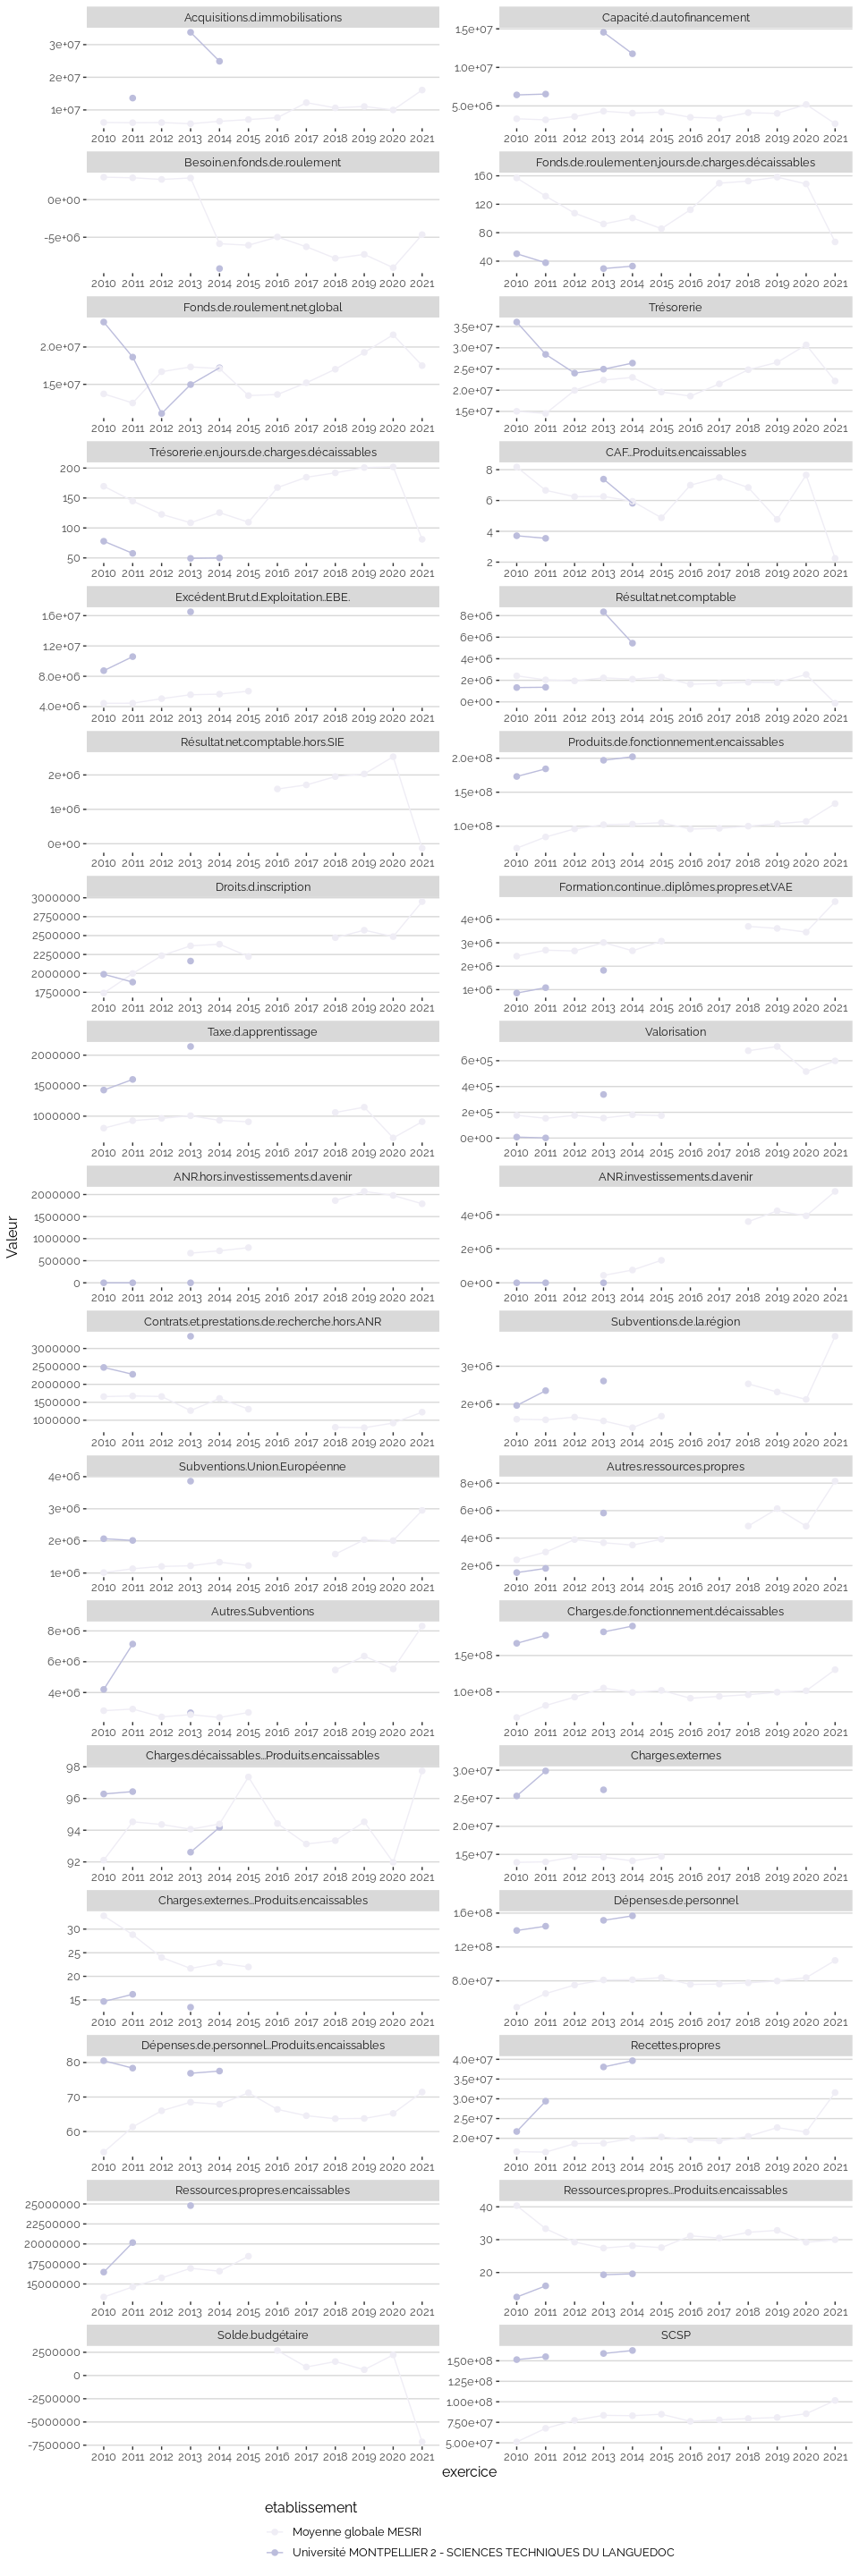 Acquisitions.d.immobilisations
Capacité.d.autofinancement
3e+07
2e+07
1e+07
1.5e+07
1.0e+07
5.0e+06
2010 2011 2012 2013 2014 2015 2016 2017 2018 2019 2020 2021
2010 2011 2012 2013 2014 2015 2016 2017 2018 2019 2020 2021
Besoin.en.fonds.de.roulement
Fonds.de.roulement.en.jours.de.charges.décaissables
0e+00
-5e+06
160
120
80
40
2010 2011 2012 2013 2014 2015 2016 2017 2018 2019 2020 2021
2010 2011 2012 2013 2014 2015 2016 2017 2018 2019 2020 2021
Fonds.de.roulement.net.global
Trésorerie
2.0e+07
1.5e+07
3.5e+07
3.0e+07
2.5e+07
2.0e+07
1.5e+07
2010 2011 2012 2013 2014 2015 2016 2017 2018 2019 2020 2021
2010 2011 2012 2013 2014 2015 2016 2017 2018 2019 2020 2021
Trésorerie.en.jours.de.charges.décaissables
CAF...Produits.encaissables
200
150
100
50
8
6
4
2
2010 2011 2012 2013 2014 2015 2016 2017 2018 2019 2020 2021
2010 2011 2012 2013 2014 2015 2016 2017 2018 2019 2020 2021
Excédent.Brut.d.Exploitation..EBE.
Résultat.net.comptable
1.6e+07
1.2e+07
8.0e+06
4.0e+06
8e+06
6e+06
4e+06
2e+06
0e+00
2010 2011 2012 2013 2014 2015 2016 2017 2018 2019 2020 2021
2010 2011 2012 2013 2014 2015 2016 2017 2018 2019 2020 2021
Résultat.net.comptable.hors.SIE
Produits.de.fonctionnement.encaissables
2e+06
1e+06
0e+00
2.0e+08
1.5e+08
1.0e+08
2010 2011 2012 2013 2014 2015 2016 2017 2018 2019 2020 2021
2010 2011 2012 2013 2014 2015 2016 2017 2018 2019 2020 2021
Droits.d.inscription
Formation.continue..diplômes.propres.et.VAE
3000000
2750000
2500000
2250000
2000000
1750000
4e+06
3e+06
2e+06
1e+06
2010 2011 2012 2013 2014 2015 2016 2017 2018 2019 2020 2021
2010 2011 2012 2013 2014 2015 2016 2017 2018 2019 2020 2021
Taxe.d.apprentissage
Valorisation
2000000
1500000
1000000
6e+05
4e+05
2e+05
0e+00
2010 2011 2012 2013 2014 2015 2016 2017 2018 2019 2020 2021
2010 2011 2012 2013 2014 2015 2016 2017 2018 2019 2020 2021
ANR.hors.investissements.d.avenir
ANR.investissements.d.avenir
2000000
1500000
1000000
500000
0
4e+06
2e+06
0e+00
2010 2011 2012 2013 2014 2015 2016 2017 2018 2019 2020 2021
2010 2011 2012 2013 2014 2015 2016 2017 2018 2019 2020 2021
Valeur
Contrats.et.prestations.de.recherche.hors.ANR
Subventions.de.la.région
3000000
2500000
2000000
1500000
1000000
3e+06
2e+06
2010 2011 2012 2013 2014 2015 2016 2017 2018 2019 2020 2021
2010 2011 2012 2013 2014 2015 2016 2017 2018 2019 2020 2021
Subventions.Union.Européenne
Autres.ressources.propres
4e+06
3e+06
2e+06
1e+06
8e+06
6e+06
4e+06
2e+06
2010 2011 2012 2013 2014 2015 2016 2017 2018 2019 2020 2021
2010 2011 2012 2013 2014 2015 2016 2017 2018 2019 2020 2021
Autres.Subventions
Charges.de.fonctionnement.décaissables
8e+06
6e+06
4e+06
1.5e+08
1.0e+08
2010 2011 2012 2013 2014 2015 2016 2017 2018 2019 2020 2021
2010 2011 2012 2013 2014 2015 2016 2017 2018 2019 2020 2021
Charges.décaissables...Produits.encaissables
Charges.externes
98
96
94
92
3.0e+07
2.5e+07
2.0e+07
1.5e+07
2010 2011 2012 2013 2014 2015 2016 2017 2018 2019 2020 2021
2010 2011 2012 2013 2014 2015 2016 2017 2018 2019 2020 2021
Charges.externes...Produits.encaissables
Dépenses.de.personnel
30
25
20
15
1.6e+08
1.2e+08
8.0e+07
2010 2011 2012 2013 2014 2015 2016 2017 2018 2019 2020 2021
2010 2011 2012 2013 2014 2015 2016 2017 2018 2019 2020 2021
Dépenses.de.personnel...Produits.encaissables
Recettes.propres
80
70
60
4.0e+07
3.5e+07
3.0e+07
2.5e+07
2.0e+07
2010 2011 2012 2013 2014 2015 2016 2017 2018 2019 2020 2021
2010 2011 2012 2013 2014 2015 2016 2017 2018 2019 2020 2021
Ressources.propres.encaissables
Ressources.propres...Produits.encaissables
25000000
22500000
20000000
17500000
15000000
40
30
20
2010 2011 2012 2013 2014 2015 2016 2017 2018 2019 2020 2021
2010 2011 2012 2013 2014 2015 2016 2017 2018 2019 2020 2021
Solde.budgétaire
SCSP
2500000
0
-2500000
-5000000
-7500000
1.50e+08
1.25e+08
1.00e+08
7.50e+07
5.00e+07
2010 2011 2012 2013 2014 2015 2016 2017 2018 2019 2020 2021
2010 2011 2012 2013 2014 2015 2016 2017 2018 2019 2020 2021
exercice
etablissement
Moyenne globale MESRI
Université MONTPELLIER 2 - SCIENCES TECHNIQUES DU LANGUEDOC